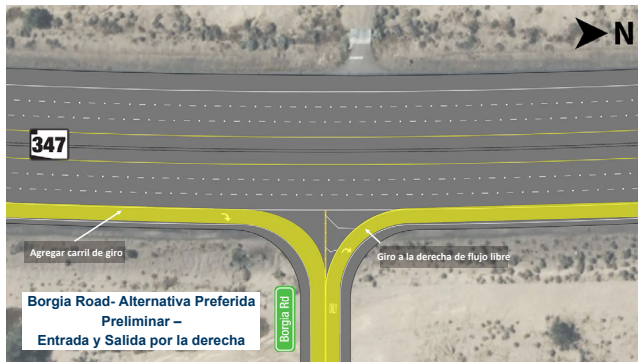 N
347
Agregar carril de giro
Giro a la derecha de flujo libre
Borgia Rd
Borgia Road- Alternativa Preferida
Preliminar –
Entrada y Salida por la derecha